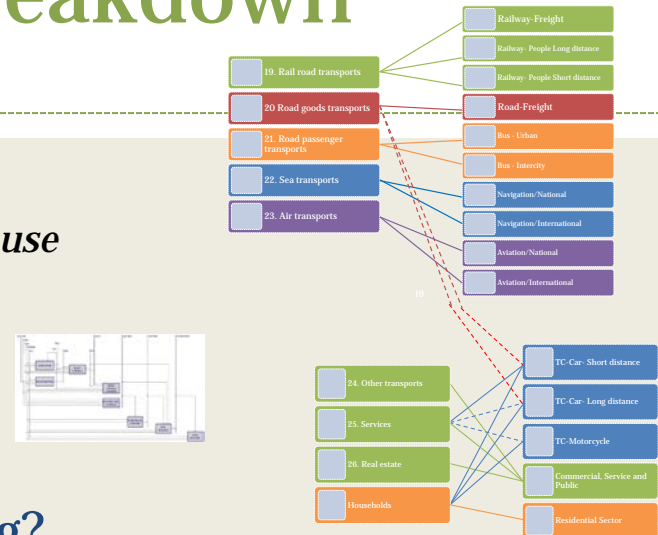 eakdown
19. Rail road transports
20 Road goods transports
21. Road passenger
transports
22. Sea transports
23. Air transports
Railway-Freight
Railway- People Long distance
Railway- People Short distance
Road-Freight
Bus - Urban
Bus - Intercity
Navigation/National
Navigation/International
Aviation/National
Aviation/International
use
24. Other transports
25. Services
26. Real estate
Households
TC-Car- Short distance
TC-Car- Long distance
TC-Motorcycle
Commercial, Service and
Public
Residential Sector
g?